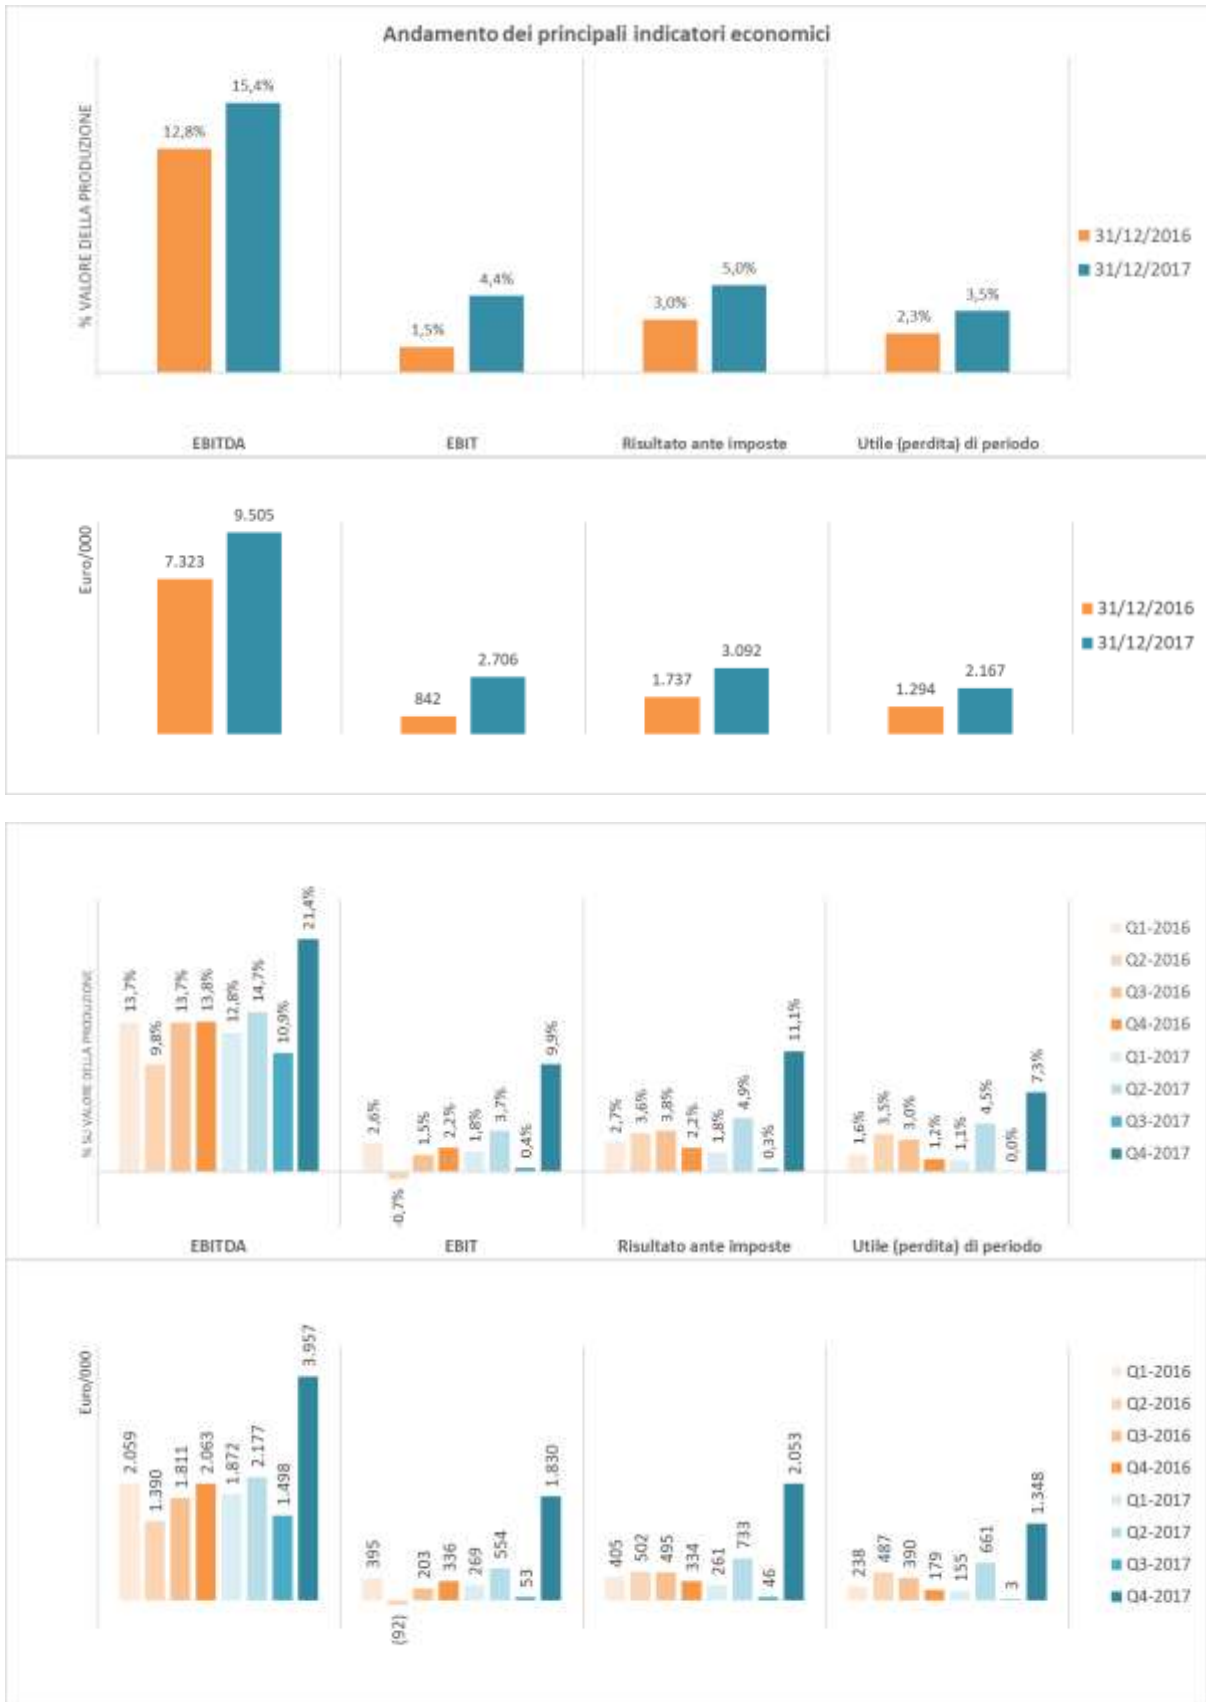 Andamento dei principali indicatori economici
% VALORE DELLA PRODUZIONE
12,8%
15,4%
1,5%
4,4%
3,0%
5,0%
2,3%
3,5%
31/12/2016
31/12/2017
EBITDA
EBIT
Risultato ante imposte
Utile (perdita) di periodo
Euro/000
7.323
9.505
842
2.706
1.737
3.092
1.294
2.167
31/12/2016
31/12/2017
% SU VALORE DELLA PRODUZIONE
13,7%
9,8%
13,7%
13,8%
12,8%
14,7%
10,9%
21,4%
2,6%
-0,7%
1,5%
2,2%
1,8%
3,7%
0,4%
9,9%
2,7%
3,6%
3,8%
2,2%
1,8%
4,9%
0,3%
11,1%
1,6%
3,5%
3,0%
1,2%
1,1%
4,5%
0,0%
7,3%
Q1-2016
Q2-2016
Q3-2016
Q4-2016
Q1-2017
Q2-2017
Q3-2017
Q4-2017
EBITDA
EBIT
Risultato ante imposte
Utile (perdita) di periodo
Euro/000
2.059
1.390
1.811
2.063
1.872
2.177
1.498
3.957
395
(92)
203
336
269
554
53
1.830
405
502
495
334
261
733
46
2.053
238
487
390
179
155
661
3
1.348
Q1-2016
Q2-2016
Q3-2016
Q4-2016
Q1-2017
Q2-2017
Q3-2017
Q4-2017